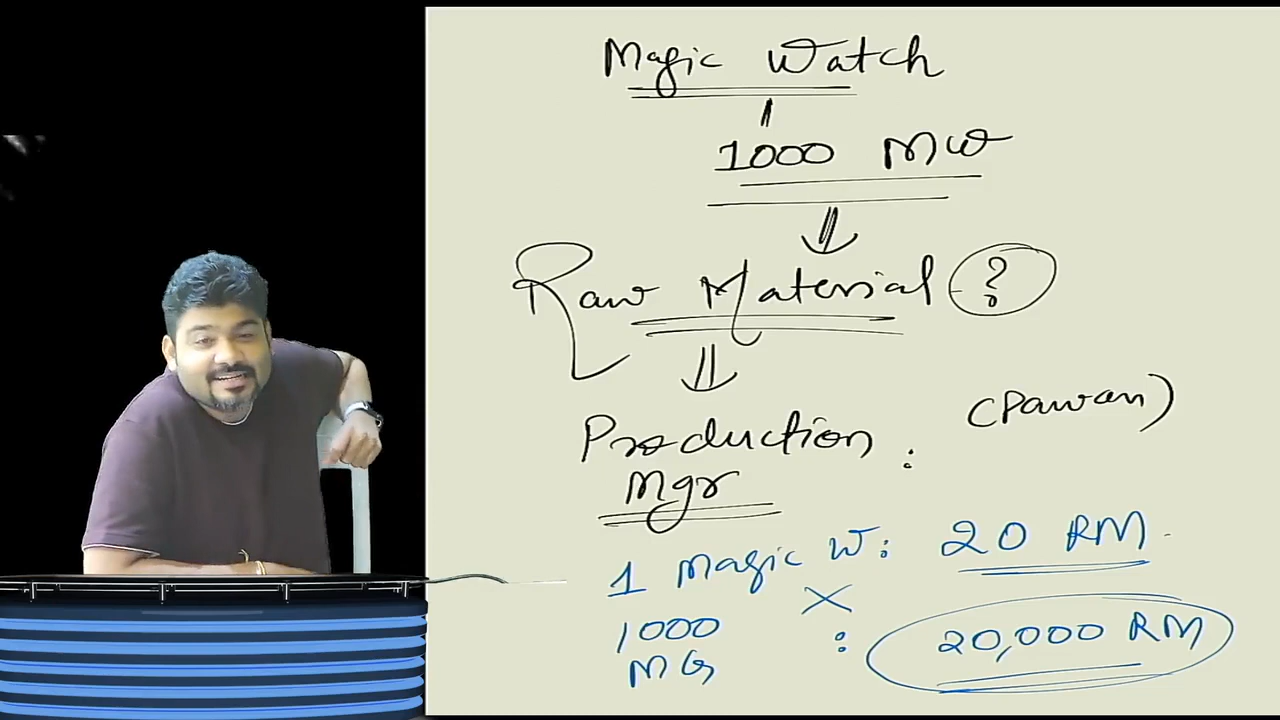 Magic Watch
1000 MW
Raw Material ?
Production : (Pawan)
Mgr
1 Magic W: 20 RM.
X
1000 : 20,000 RM
MG